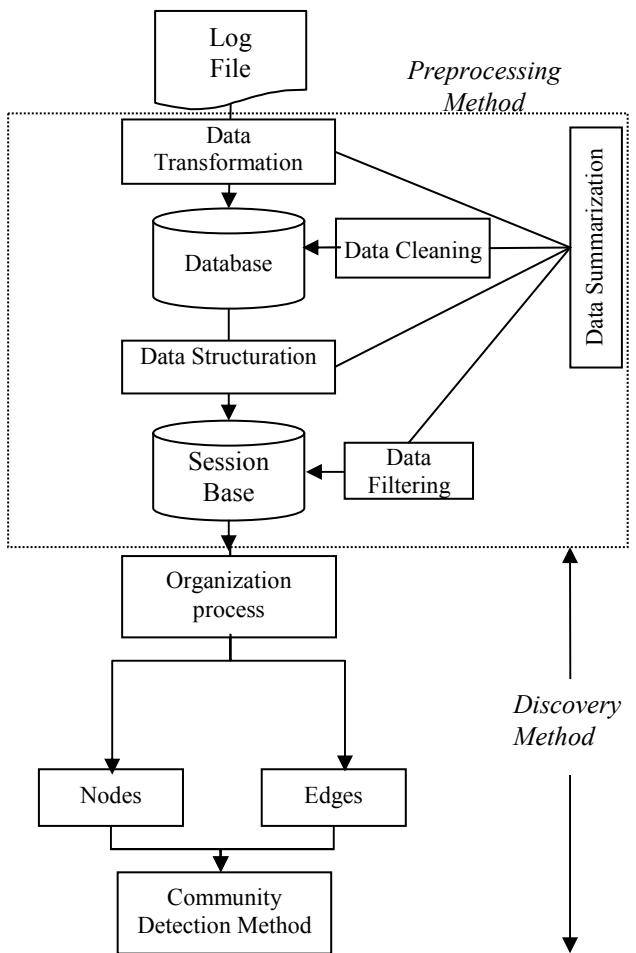 Log
File
Preprocessing
Method
Data
Transformation
Data Summarization
Database
Data Cleaning
Data Structuration
Session
Base
Data
Filtering
Organization
process
Discovery
Method
Nodes
Edges
Community
Detection Method